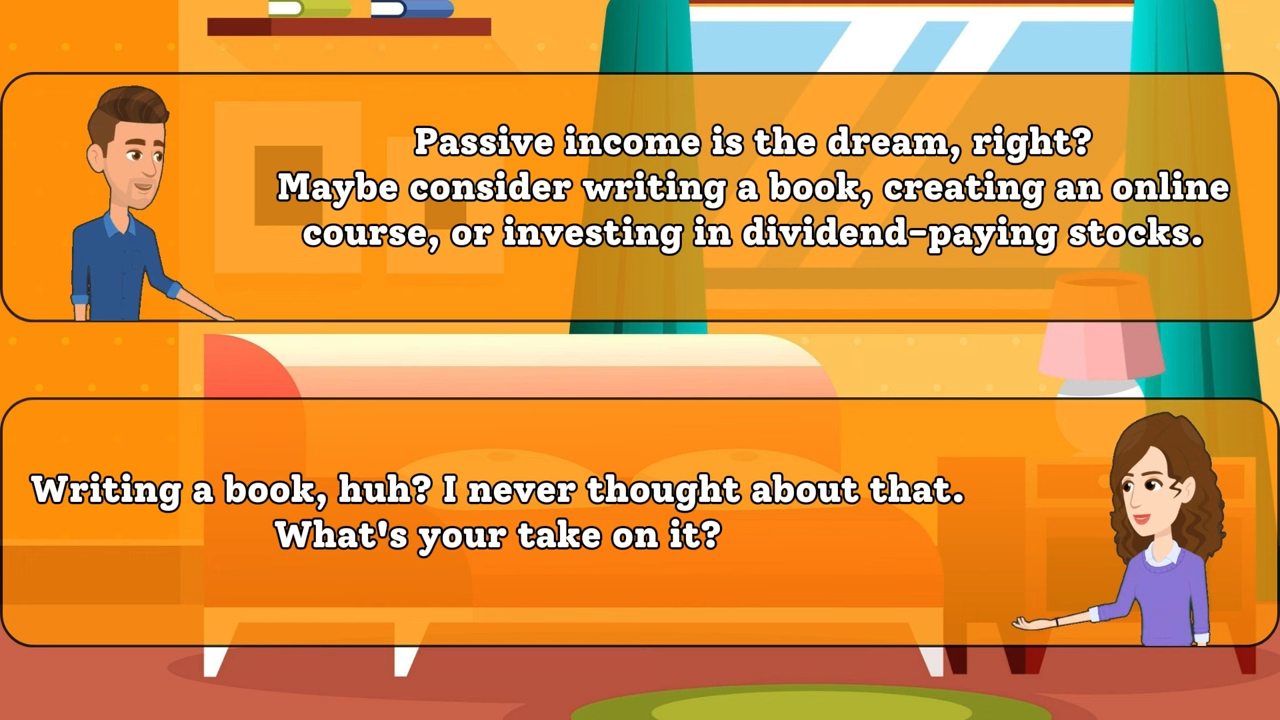 Passive income is the dream, right?
Maybe consider writing a book, creating an online
course, or investing in dividend-paying stocks.
Writing a book, huh? I never thought about that.
What's your take on it?